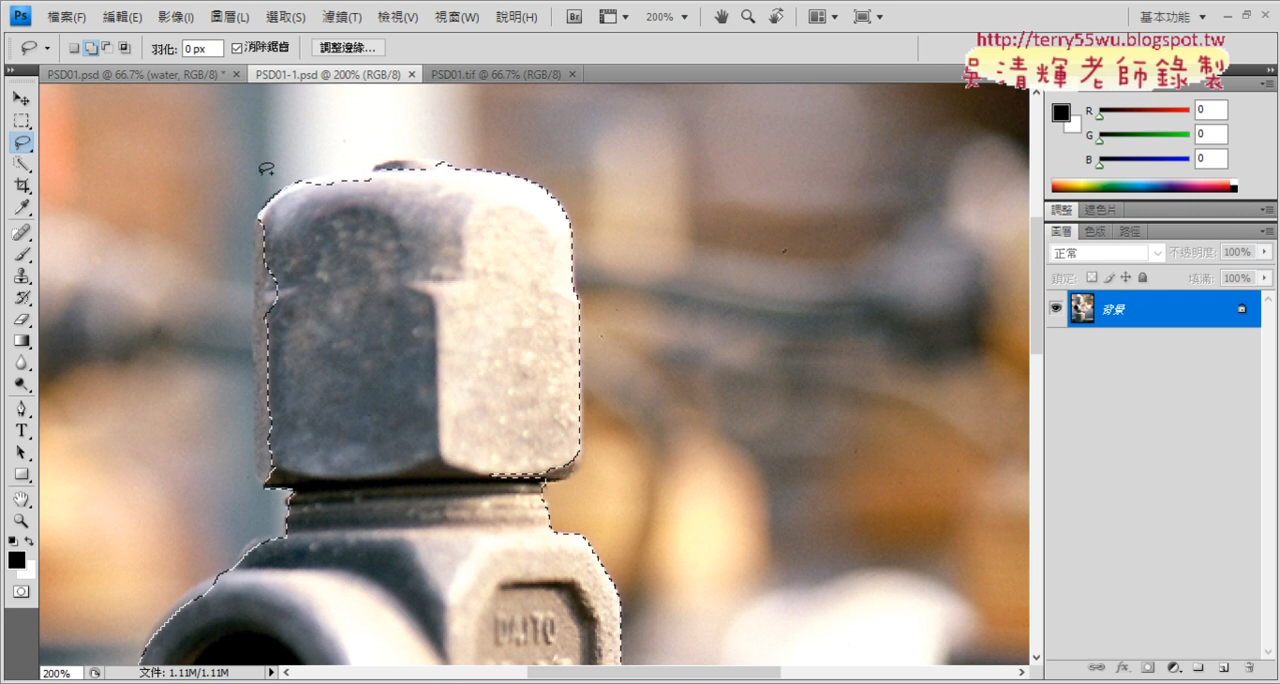 Ps 檔案(F) 編輯(E) 影像(I) 圖層(L) 選取(S) 濾鏡(T) 檢視(V) 視窗(W) 說明(H) Br 200% 基本功能
羽化: 0 px 消除鋸齒 調整邊緣...
http://terry55wu.blogspot.tw
吳清輝老師錄製
PSD01.psd @ 66.7% (water, RGB/8) * × PSD01-1.psd @ 200% (RGB/8) × PSD01.tif @ 66.7% (RGB/8) ×
R 0
G 0
B 0
調整 遮色片
圖層 色版 路徑
正常 不透明度: 100%
鎖定: 填滿: 100%
背景
T
200% 文件: 1.11M/1.11M